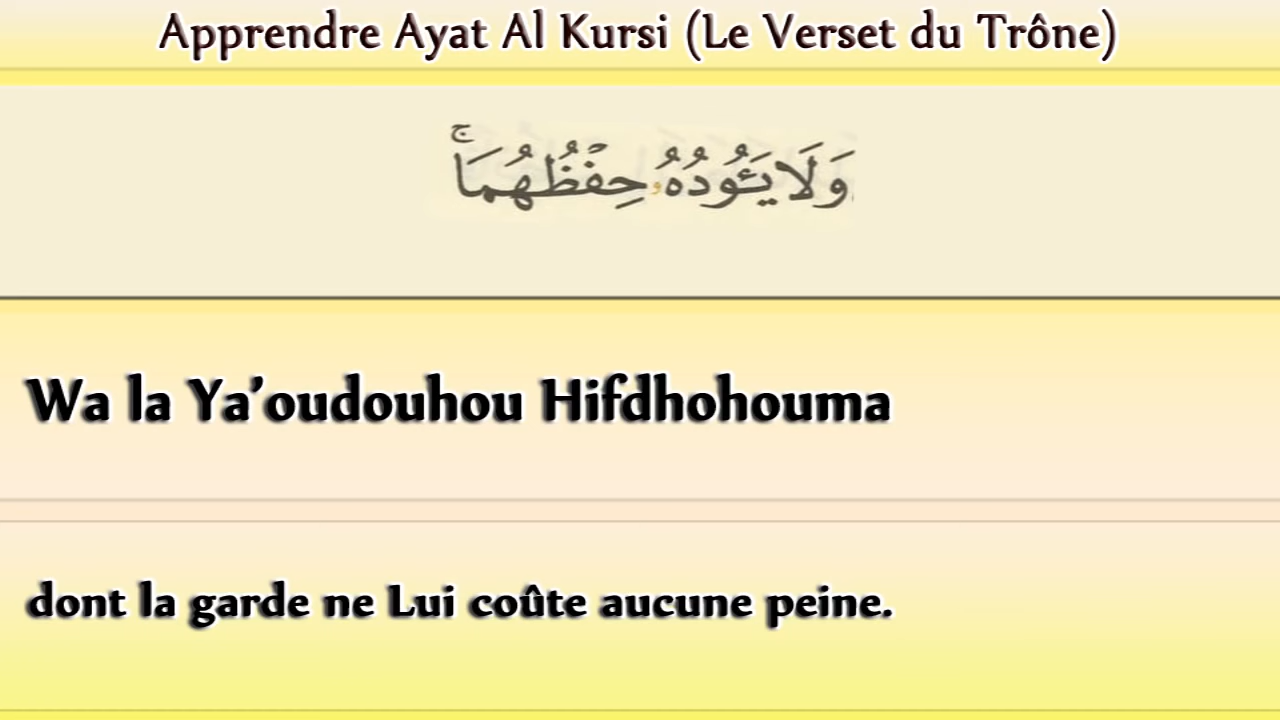 Apprendre Ayat Al Kursi (Le Verset du Trône)
وَلَا يَـُٔودُهُۥ حِفْظُهُمَا ۚ
Wa la Ya’oudouhou Hifdhohouma
dont la garde ne Lui coûte aucune peine.